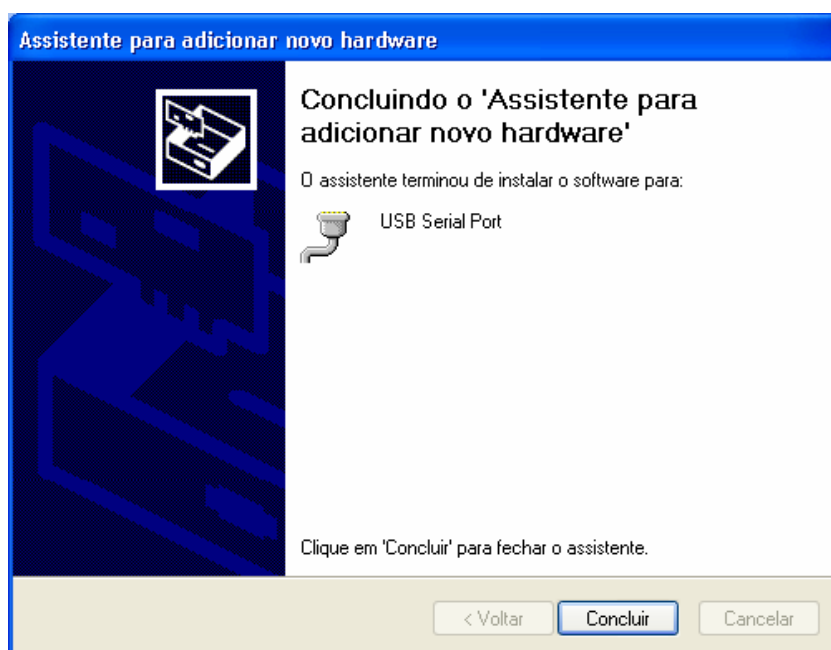 Assistente para adicionar novo hardware
Concluindo o 'Assistente para
adicionar novo hardware'
O assistente terminou de instalar o software para:
USB Serial Port
Clique em 'Concluir' para fechar o assistente.
< Voltar
Concluir
Cancelar